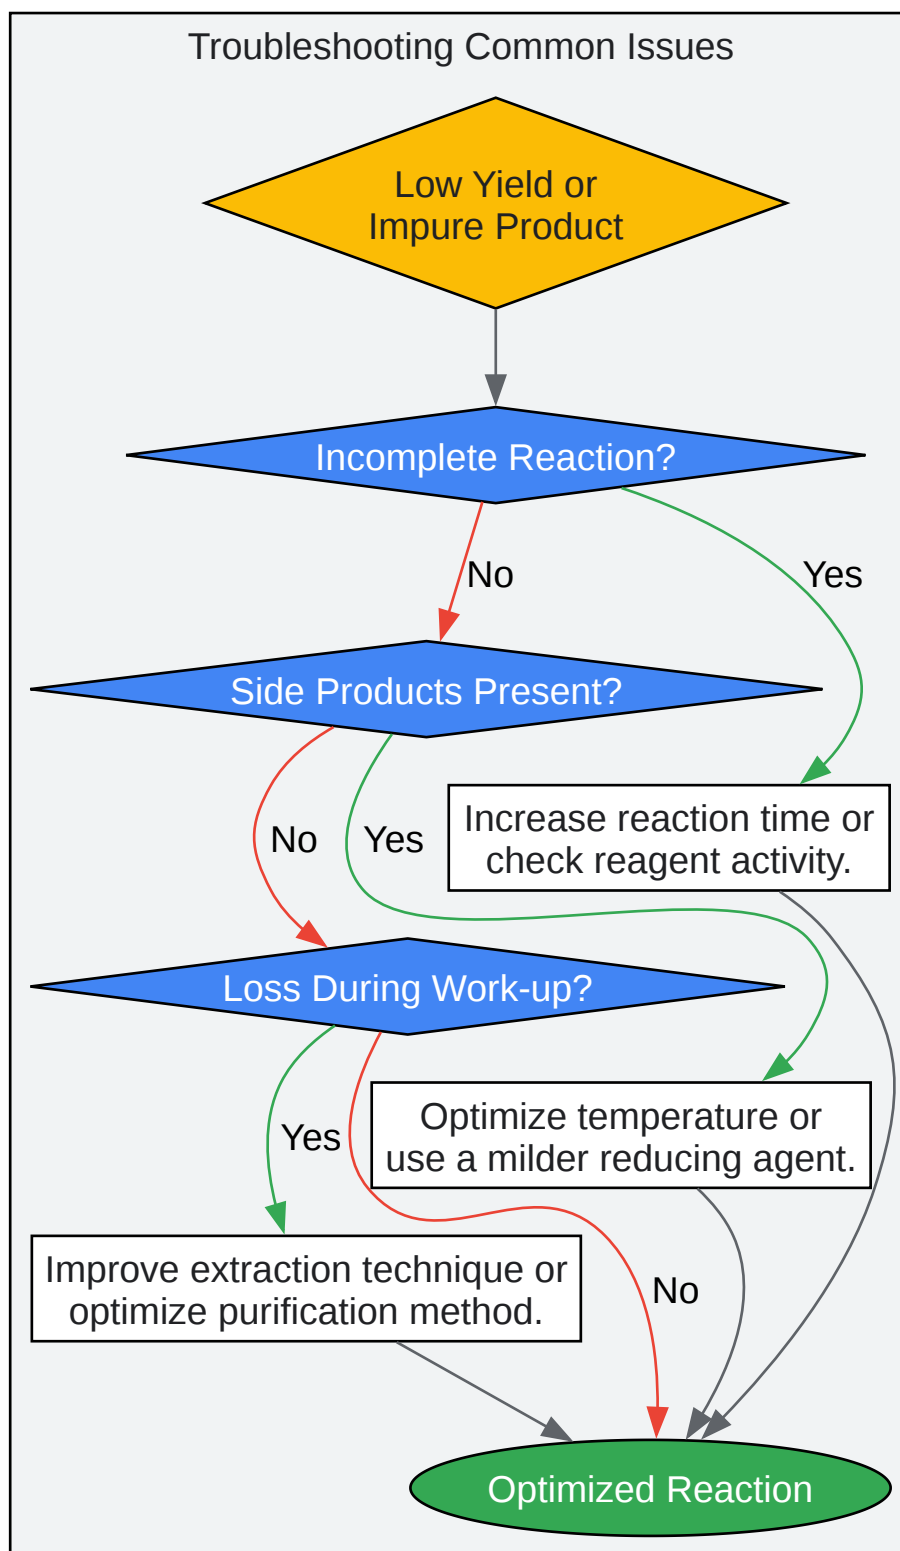 Troubleshooting Common Issues
Low Yield or
Impure Product
Incomplete Reaction?
No
Yes
Side Products Present?
No
Yes
Increase reaction time or
check reagent activity.
Loss During Work-up?
Yes
Optimize temperature or
use a milder reducing agent.
Improve extraction technique or
optimize purification method.
No
Optimized Reaction